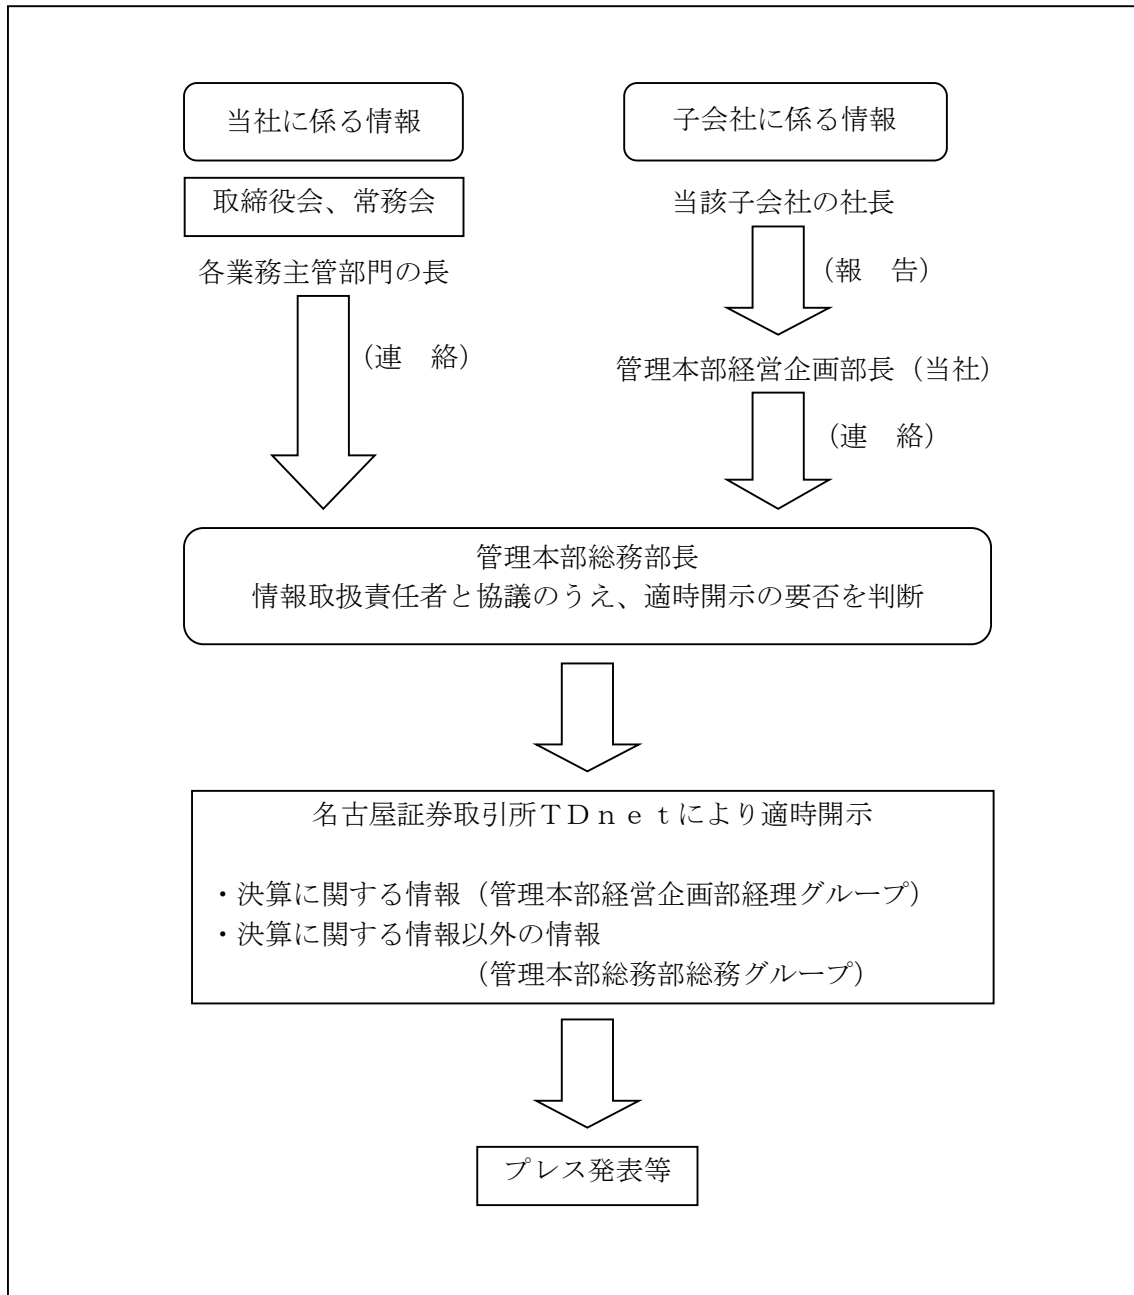 当社に係る情報
取締役会、常務会
各業務主管部門の長
（連　絡）
子会社に係る情報
当該子会社の社長
（報　告）
管理本部経営企画部長（当社）
（連　絡）
管理本部総務部長
情報取扱責任者と協議のうえ、適時開示の要否を判断
名古屋証券取引所ＴＤｎｅｔにより適時開示
・決算に関する情報（管理本部経営企画部経理グループ）
・決算に関する情報以外の情報
（管理本部総務部総務グループ）
プレス発表等